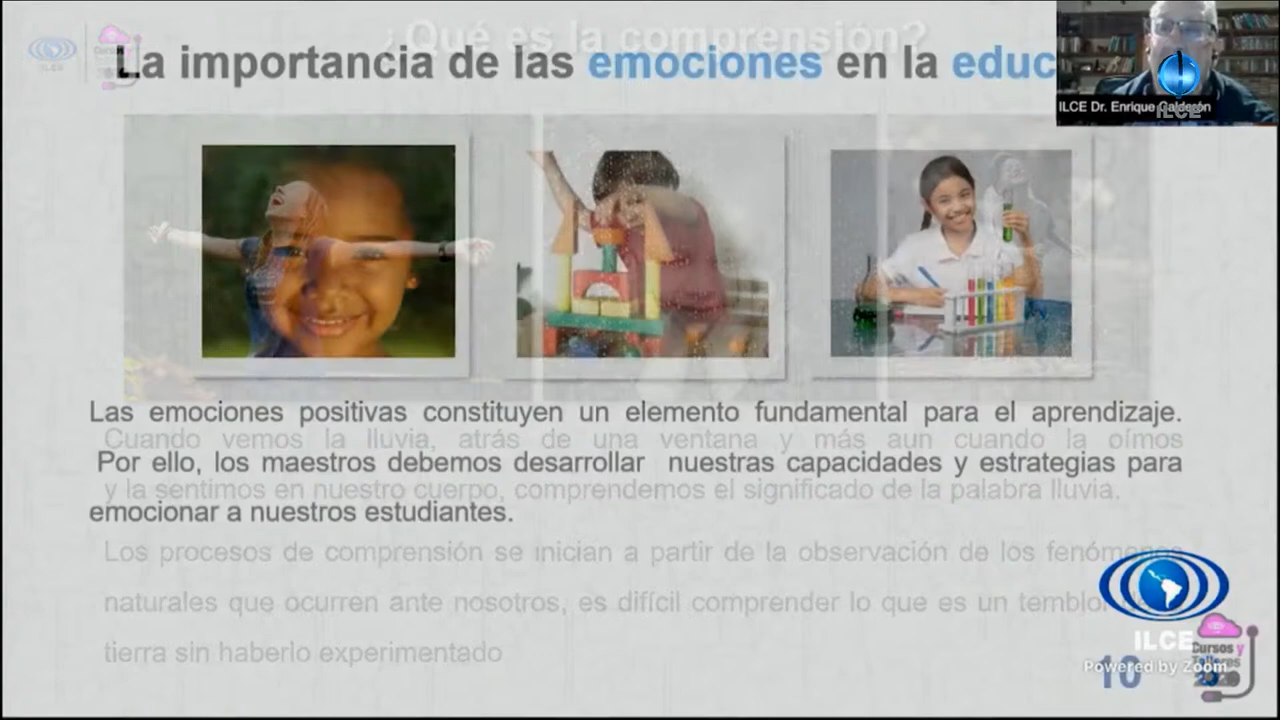 ¿Qué es la comprensión?
La importancia de las emociones en la educ
ILCE Dr. Enrique Calderón
ILCE
ILCE
Las emociones positivas constituyen un elemento fundamental para el aprendizaje.
Cuando vemos la lluvia, atrás de una ventana y más aun cuando la oímos
Por ello, los maestros debemos desarrollar nuestras capacidades y estrategias para
y la sentimos en nuestro cuerpo, comprendemos el significado de la palabra lluvia.
emocionar a nuestros estudiantes.
Los procesos de comprensión se inician a partir de la observación de los fenómenos
naturales que ocurren ante nosotros, es difícil comprender lo que es un temblor
tierra sin haberlo experimentado
ILCE
Cursos y
Talleres
Powered by Zoom
10